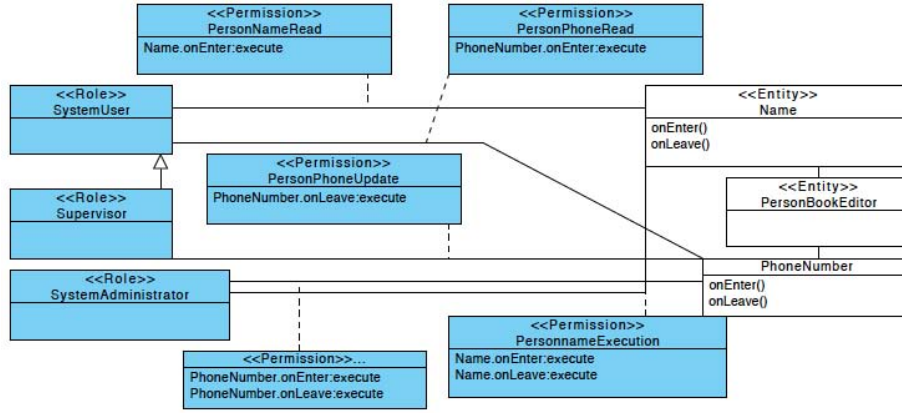 <<Permission>>
PersonNameRead
Name.onEnter:execute
<<Permission>>
PersonPhoneRead
PhoneNumber.onEnter:execute
<<Role>>
SystemUser
<<Entity>>
Name
onEnter()
onLeave()
<<Permission>>
PersonPhoneUpdate
PhoneNumber.onLeave:execute
<<Role>>
Supervisor
<<Entity>>
PersonBookEditor
<<Role>>
SystemAdministrator
PhoneNumber
onEnter()
onLeave()
<<Permission>>...
PhoneNumber.onEnter:execute
PhoneNumber.onLeave:execute
<<Permission>>
PersonnameExecution
Name.onEnter:execute
Name.onLeave:execute